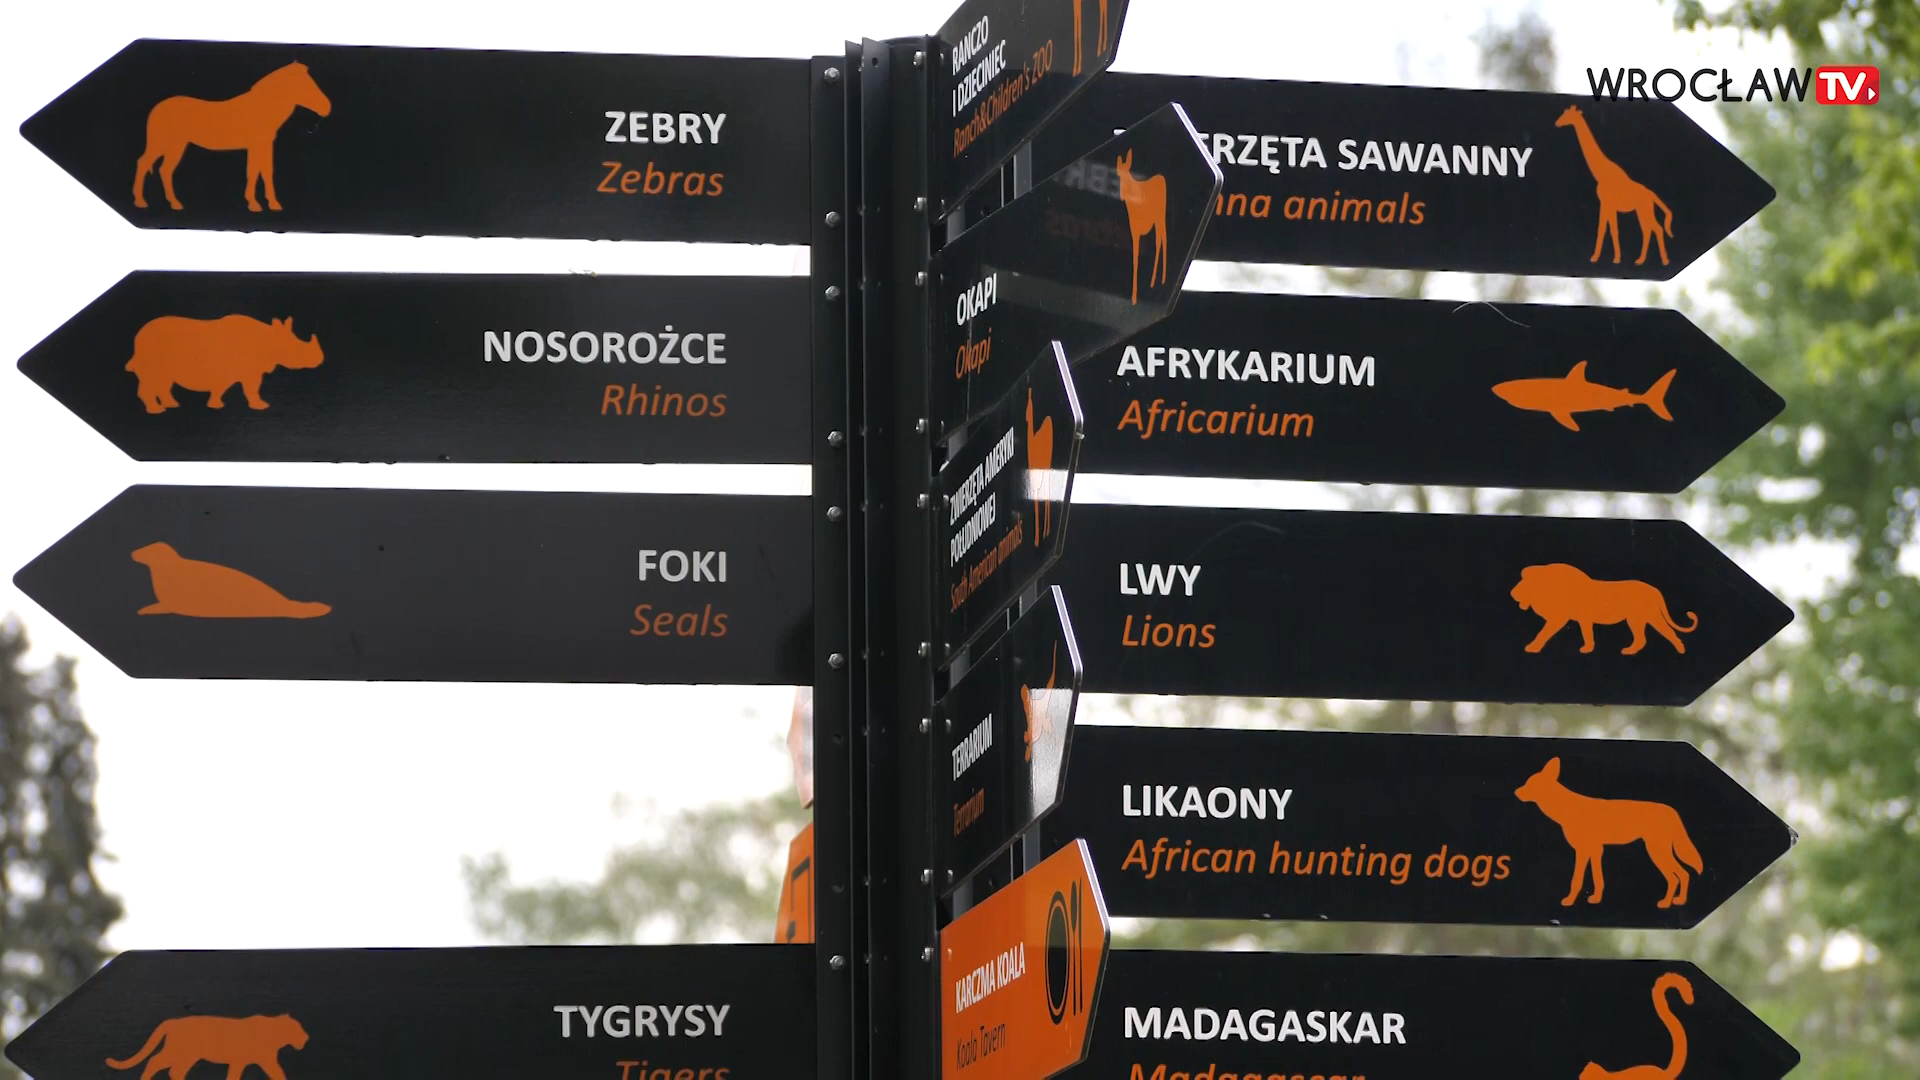 WROCŁAW TV
ZEBRY
Zebras
NOSOROŻCE
Rhinos
FOKI
Seals
TYGRYSY
Tigers
RANCZO
I DZIECINIEC
Ranch&Children's ZOO
OKAPI
Okapi
ZWIERZĘTA AMERYKI
POŁUDNIOWEJ
South American animals
TERRARIUM
Terrarium
KARCZMA KOALA
Koala Tavern
SAWANNY
animals
AFRYKARIUM
Africarium
LWY
Lions
LIKAONY
African hunting dogs
MADAGASKAR
Madagascar